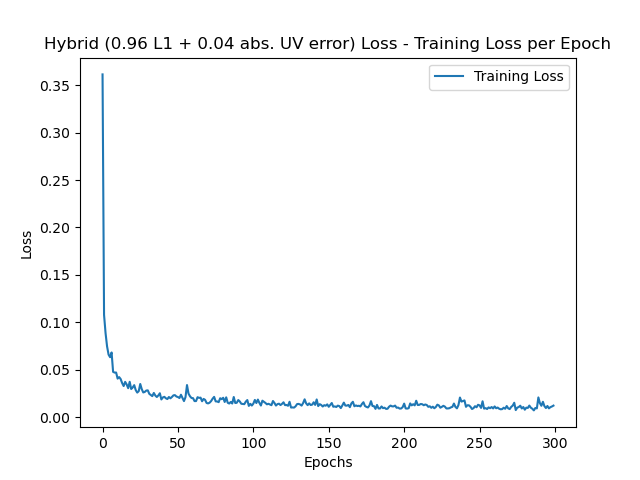 Hybrid (0.96 L1 + 0.04 abs. UV error) Loss - Training Loss per Epoch
Training Loss
0.35
0.30
0.25
0.20
0.15
0.10
0.05
0.00
Loss
0 50 100 150 200 250 300
Epochs